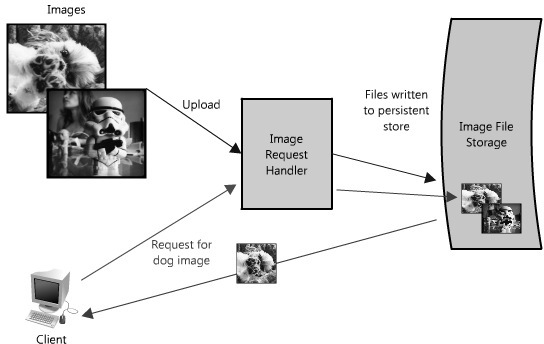 Images
Upload
Files written
to persistent
store
Image
Request
Handler
Image File
Storage
Request for
dog image
Client